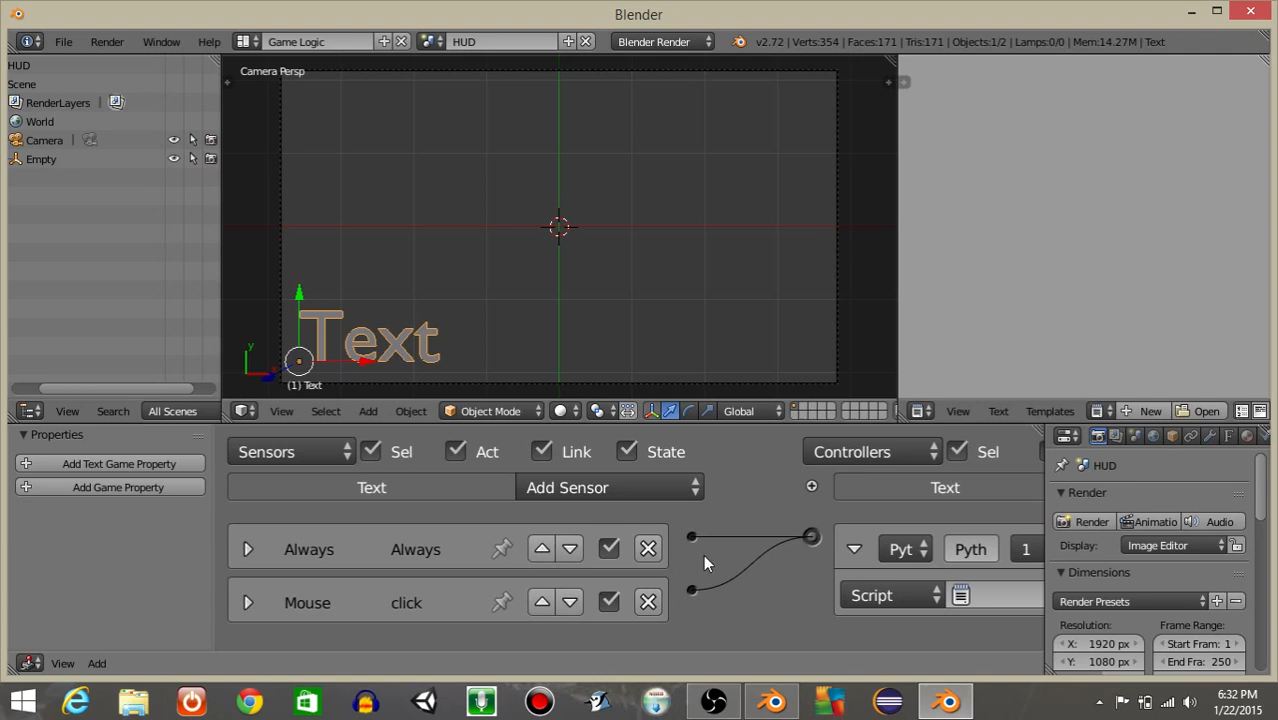 Blender
File Render Window Help Game Logic HUD Blender Render v2.72 | Verts:354 | Faces:171 | Tris:171 | Objects:1/2 | Lamps:0/0 | Mem:14.27M | Text
HUD
Scene
RenderLayers |
World
Camera |
Empty
Camera Persp
Text
y
x
(1) Text
View Search All Scenes
View Select Add Object Object Mode Global
View Text Templates New Open
Properties
Add Text Game Property
Add Game Property
Sensors Sel Act Link State
Controllers Sel
Text Add Sensor
Text
Always Always
Pyt Pyth 1
Mouse click
Script
View Add
HUD
Render
Render Animatio Audio
Display: Image Editor
Dimensions
Render Presets
Resolution: Frame Range:
X: 1920 px Start Fram: 1
Y: 1080 px End Fra: 250
6:32 PM
1/22/2015